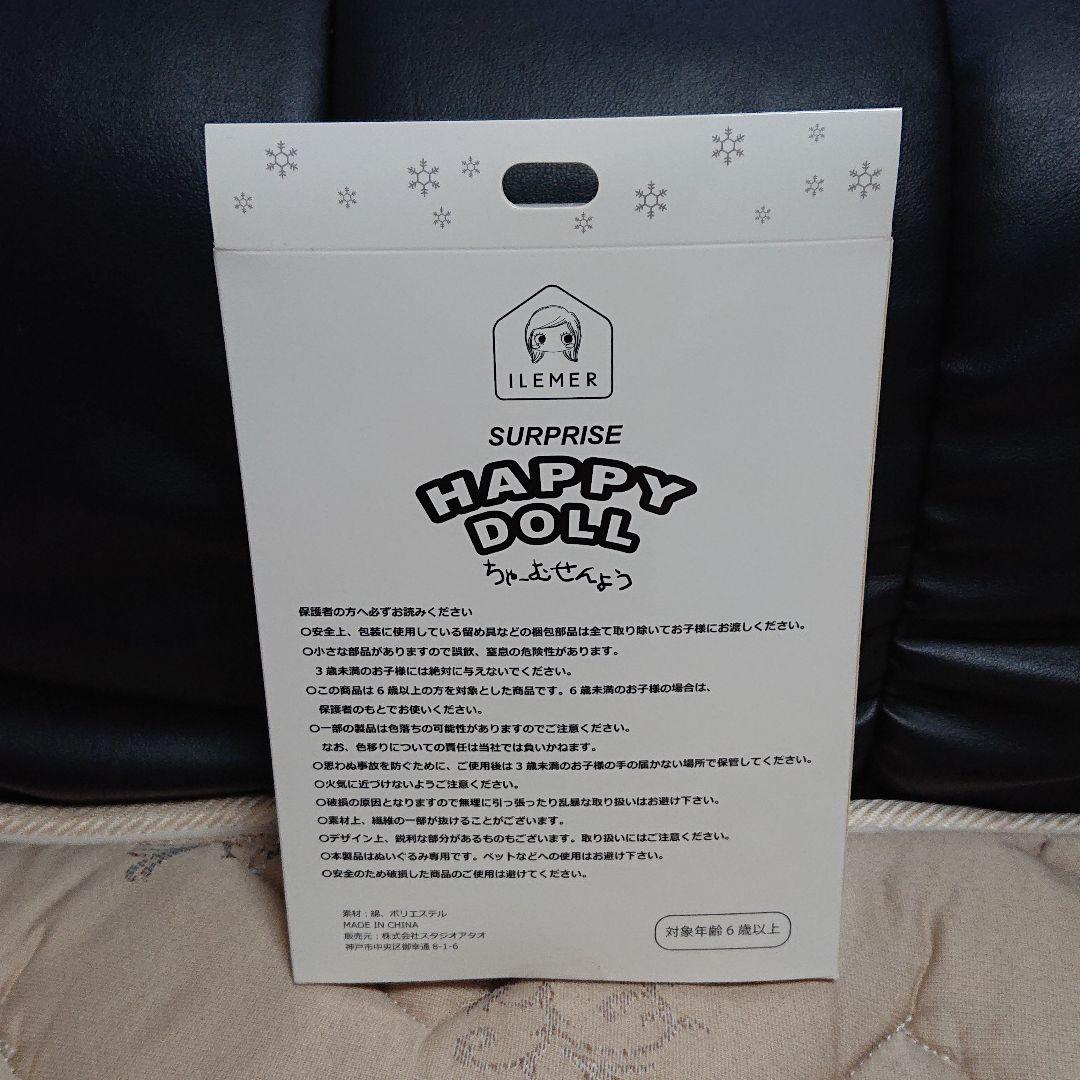 ILEMER
SURPRISE
HAPPY
DOLL
ちゃーむせんよう
保護者の方へ必ずお読みください
○安全上、包装に使用している留め具などの梱包部品は全て取り除いてお子様にお渡しください。
○小さな部品がありますので誤飲、窒息の危険性があります。
3歳未満のお子様には絶対に与えないでください。
○この商品は6歳以上の方を対象とした商品です。6歳未満のお子様の場合は、
保護者のもとでお使いください。
○一部の製品は色落ちの可能性がありますのでご注意ください。
なお、色移りについての責任は当社では負いかねます。
○思わぬ事故を防ぐために、ご使用後は3歳未満のお子様の手の届かない場所で保管してください。
○火気に近づけないようご注意ください。
○破損の原因となりますので無理に引っ張ったり乱暴な取り扱いはお避け下さい。
○素材上、繊維の一部が抜けることがございます。
○デザイン上、鋭利な部分があるものもございます。取り扱いにはご注意ください。
○本製品はぬいぐるみ専用です。ペットなどへの使用はお避け下さい。
○安全のため破損した商品のご使用は避けてください。
素材：綿、ポリエステル
MADE IN CHINA
販売元：株式会社スタジオアタオ
神戸市中央区御幸通8-1-6
対象年齢6歳以上